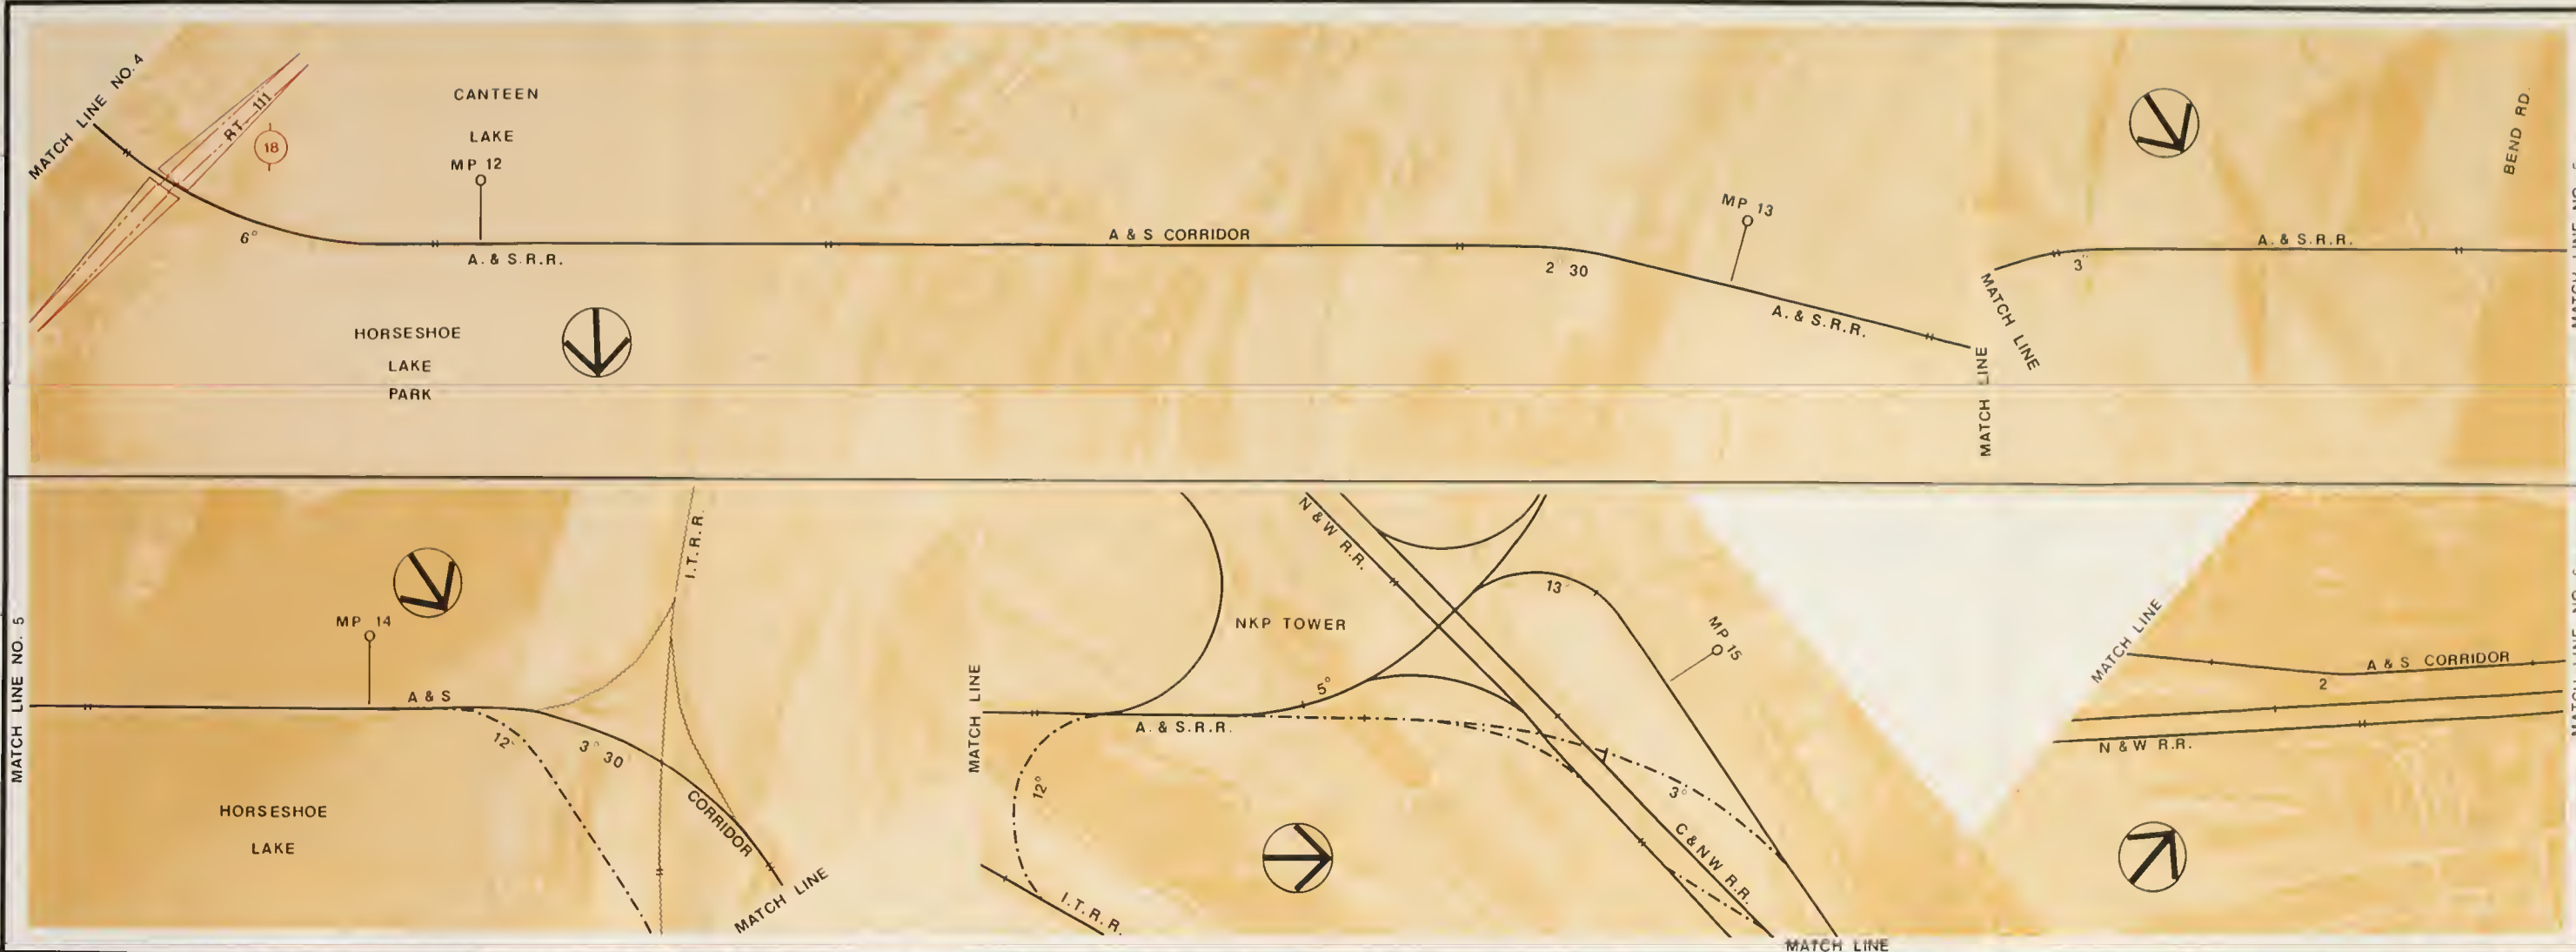 MATCH LINE NO. 4
RT. 111
18
CANTEEN
LAKE
MP 12
6°
A. & S. R.R.
A & S CORRIDOR
HORSESHOE
LAKE
PARK
2° 30
MP 13
A. & S.R.R.
MATCH LINE
MATCH LINE
3°
A. & S.R.R.
BEND RD.
MATCH LINE NO. 5
MP 14
A & S
12°
3° 30
CORRIDOR
I.T.R.R.
HORSESHOE
LAKE
MATCH LINE
MATCH LINE
A. & S.R.R.
12°
I.T.R.R.
NKP TOWER
5°
N & W R.R.
13°
MP 15
3°
C & NW R.R.
MATCH LINE
MATCH LINE
A & S CORRIDOR
2
N & W R.R.